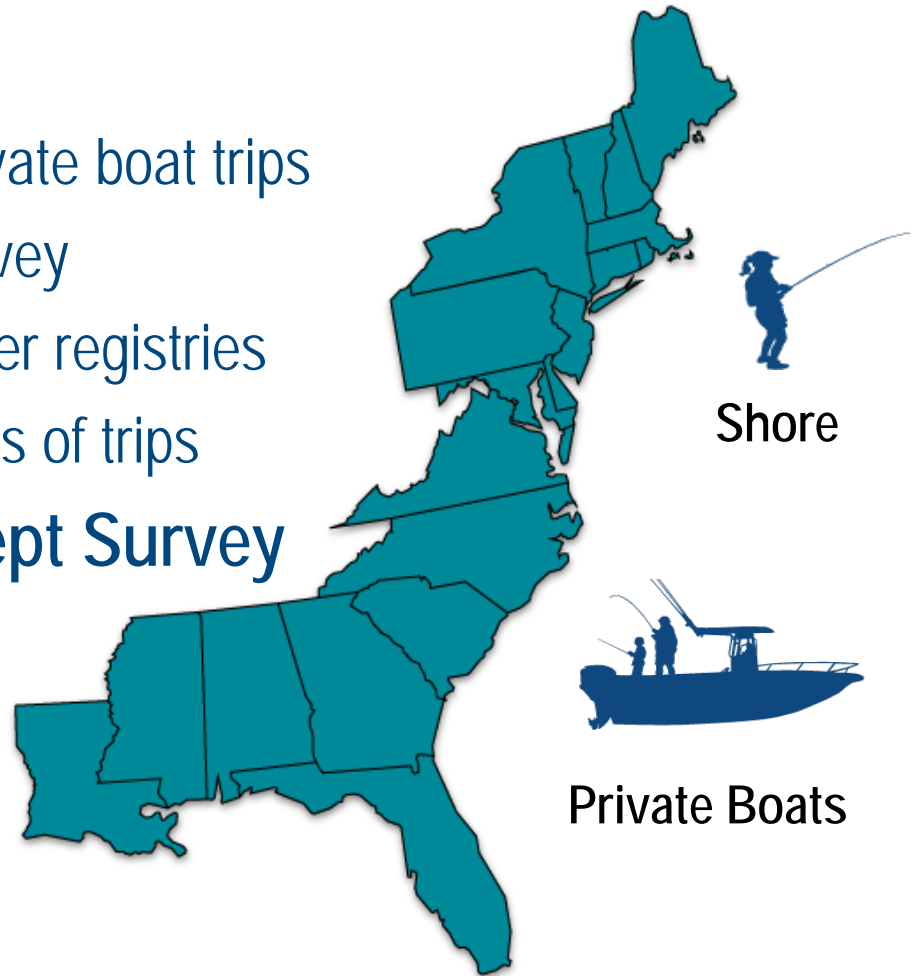 vate boat trips
vey
er registries
s of trips
ept Survey
Shore
Private Boats